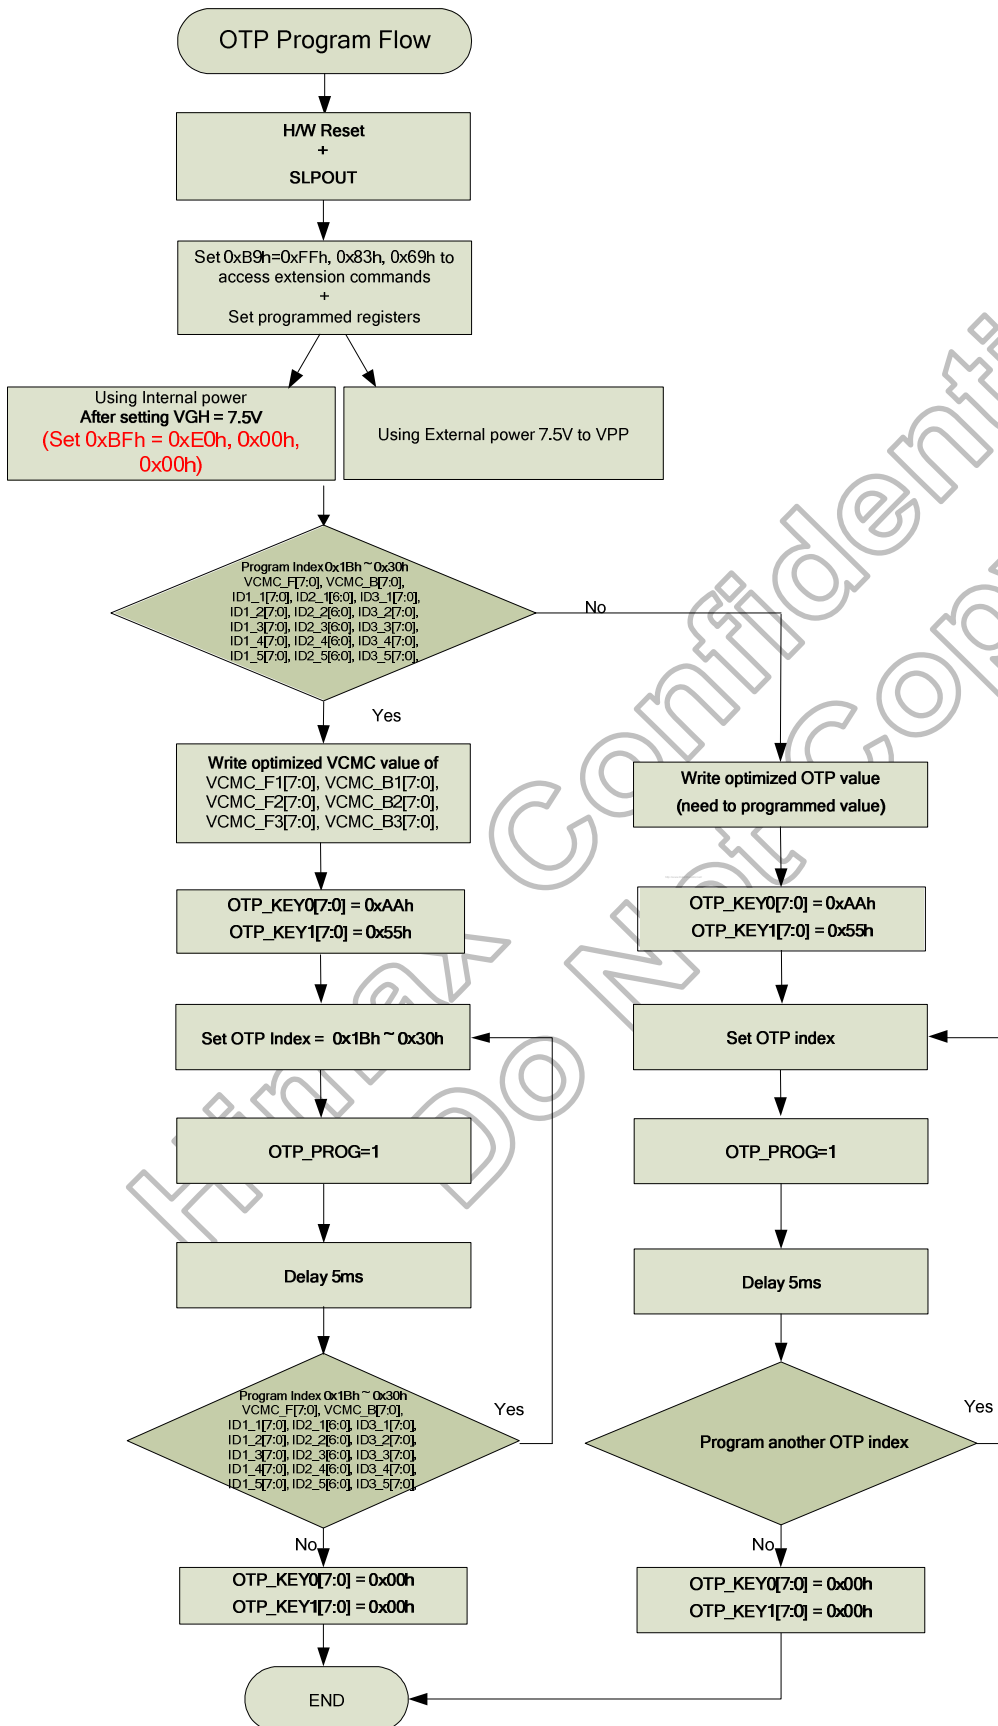 OTP Program Flow
H/W Reset
+
SLPOUT
Set 0xB9h=0xFFh, 0x83h, 0x69h to
access extension commands
+
Set programmed registers
Using Internal power
After setting VGH = 7.5V
(Set 0xBFh = 0xE0h, 0x00h,
0x00h)
Using External power 7.5V to VPP
Program Index 0x1Bh ~ 0x30h
VCMC_F[7:0], VCMC_B[7:0],
ID1_1[7:0], ID2_1[6:0], ID3_1[7:0],
ID1_2[7:0], ID2_2[6:0], ID3_2[7:0],
ID1_3[7:0], ID2_3[6:0], ID3_3[7:0],
ID1_4[7:0], ID2_4[6:0], ID3_4[7:0],
ID1_5[7:0], ID2_5[6:0], ID3_5[7:0],
No
Yes
Write optimized VCMC value of
VCMC_F1[7:0], VCMC_B1[7:0],
VCMC_F2[7:0], VCMC_B2[7:0],
VCMC_F3[7:0], VCMC_B3[7:0],
Write optimized OTP value
(need to programmed value)
OTP_KEY0[7:0] = 0xAAh
OTP_KEY1[7:0] = 0x55h
OTP_KEY0[7:0] = 0xAAh
OTP_KEY1[7:0] = 0x55h
Set OTP Index = 0x1Bh ~ 0x30h
Set OTP index
OTP_PROG=1
OTP_PROG=1
Delay 5ms
Delay 5ms
Program Index 0x1Bh ~ 0x30h
VCMC_F[7:0], VCMC_B[7:0],
ID1_1[7:0], ID2_1[6:0], ID3_1[7:0],
ID1_2[7:0], ID2_2[6:0], ID3_2[7:0],
ID1_3[7:0], ID2_3[6:0], ID3_3[7:0],
ID1_4[7:0], ID2_4[6:0], ID3_4[7:0],
ID1_5[7:0], ID2_5[6:0], ID3_5[7:0],
Yes
Program another OTP index
Yes
No
No
OTP_KEY0[7:0] = 0x00h
OTP_KEY1[7:0] = 0x00h
OTP_KEY0[7:0] = 0x00h
OTP_KEY1[7:0] = 0x00h
END
Himax Confidenti
Do Not Cop